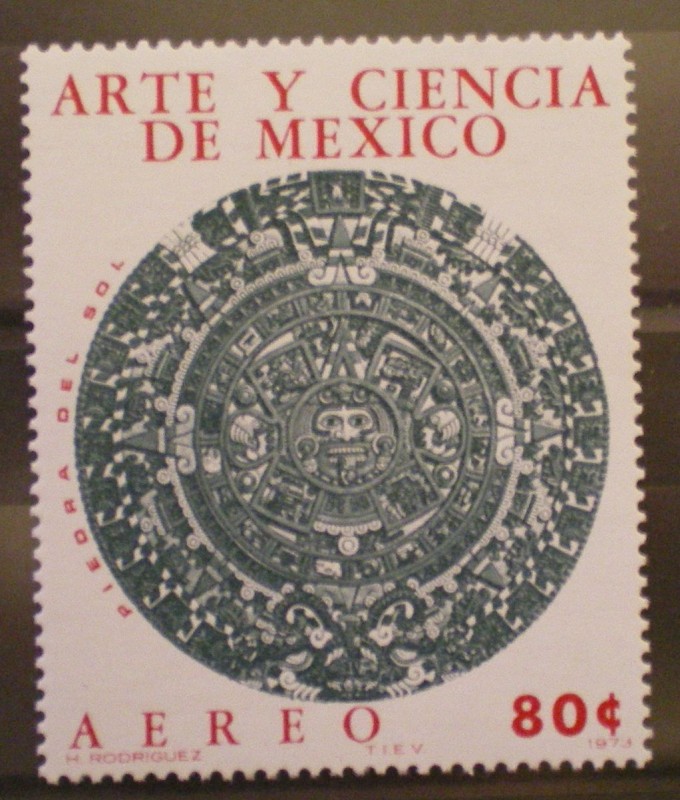 ARTE Y CIENCIA
DE MEXICO
PIEDRA DEL SOL
AEREO
80¢
H. RODRIGUEZ
T.I.E.V.
1973